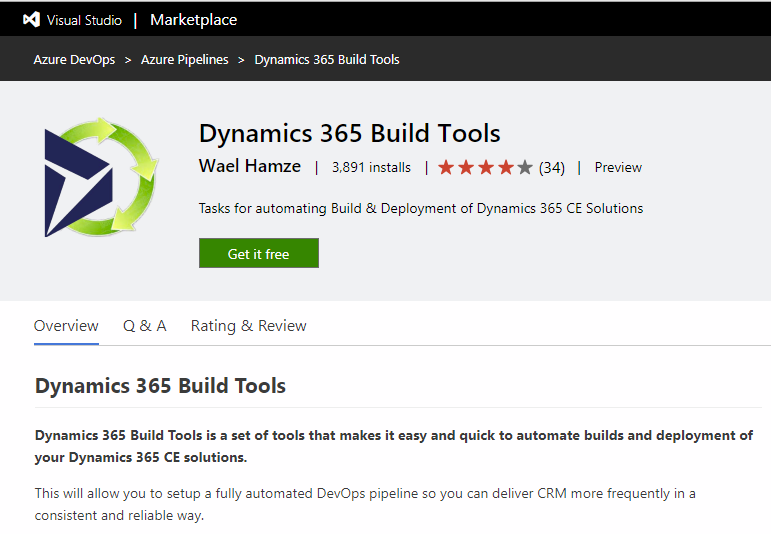 Visual Studio | Marketplace
Azure DevOps > Azure Pipelines > Dynamics 365 Build Tools
Dynamics 365 Build Tools
Wael Hamze | 3,891 installs | ★★★★★ (34) | Preview
Tasks for automating Build & Deployment of Dynamics 365 CE Solutions
Get it free
Overview Q & A Rating & Review
Dynamics 365 Build Tools
Dynamics 365 Build Tools is a set of tools that makes it easy and quick to automate builds and deployment of
your Dynamics 365 CE solutions.
This will allow you to setup a fully automated DevOps pipeline so you can deliver CRM more frequently in a
consistent and reliable way.